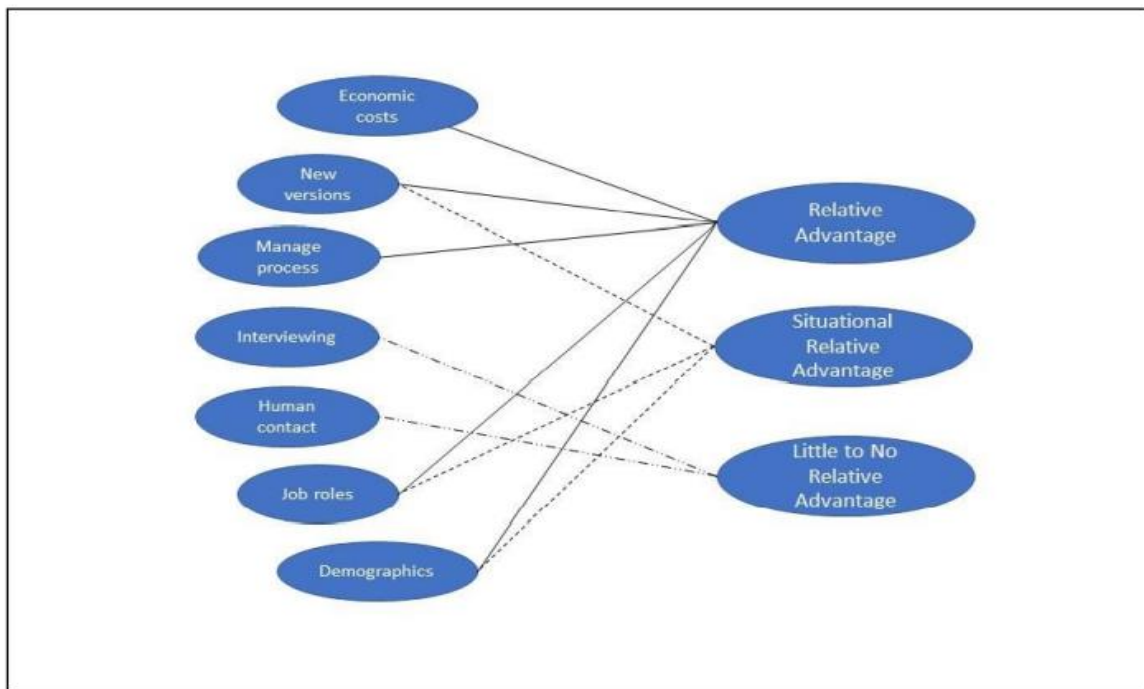 Economic
costs
New
versions
Manage
process
Interviewing
Human
contact
Job roles
Demographics
Relative
Advantage
Situational
Relative
Advantage
Little to No
Relative
Advantage